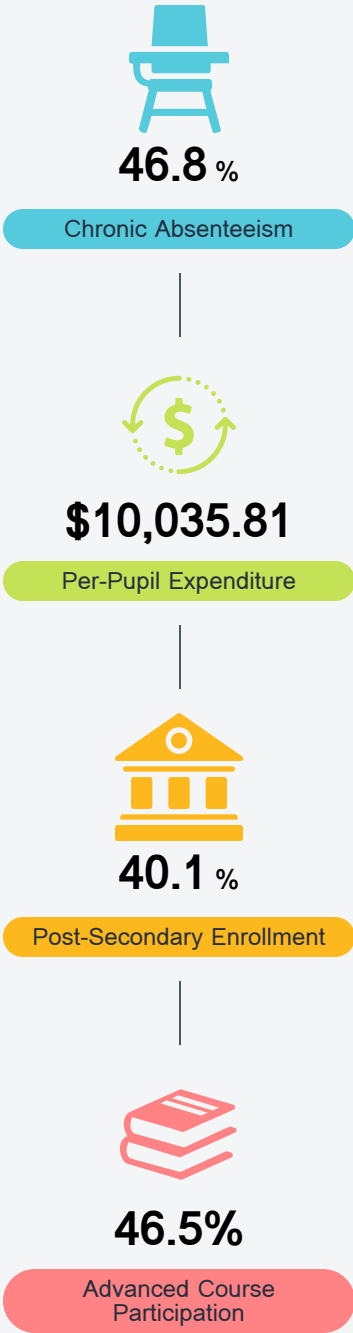 46.8 %
Chronic Absenteeism
$
$10,035.81
Per-Pupil Expenditure
40.1 %
Post-Secondary Enrollment
46.5%
Advanced Course
Participation